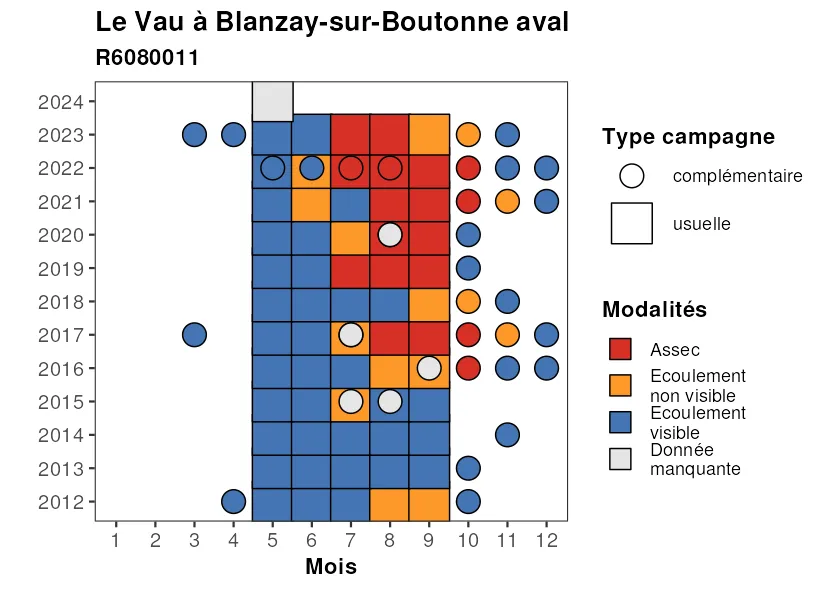 Le Vau à Blanzay-sur-Boutonne aval
R6080011
2024
2023
2022
2021
2020
2019
2018
2017
2016
2015
2014
2013
2012
1 2 3 4 5 6 7 8 9 10 11 12
Mois
Type campagne
complémentaire
usuelle
Modalités
Assec
Ecoulement
non visible
Ecoulement
visible
Donnée
manquante